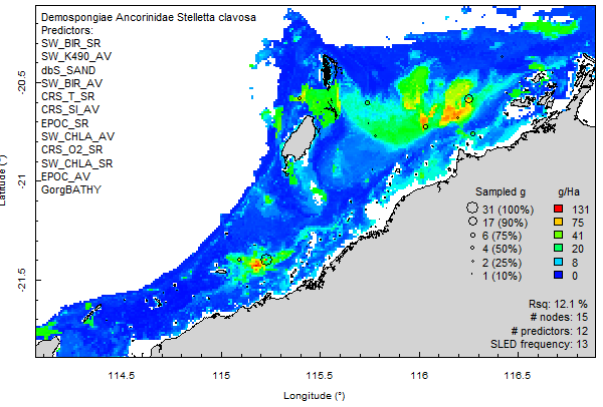 Demospongiae Ancorinidae Stelletta clavosa
Predictors:
SW_BIR_SR
SW_K490_AV
dbS_SAND
SW_BIR_AV
CRS_T_SR
CRS_SI_AV
EPOC_SR
SW_CHLA_AV
CRS_O2_SR
SW_CHLA_SR
EPOC_AV
GorgBATHY
Latitude (°)
20.5
-21
-21.5
Sampled g g/Ha
31 (100%) 131
17 (90%) 75
6 (75%) 41
4 (50%) 20
2 (25%) 8
1 (10%) 0
Rsq: 12.1 %
# nodes: 15
# predictors: 12
SLED frequency: 13
114.5 115 115.5 116 116.5
Longitude (°)